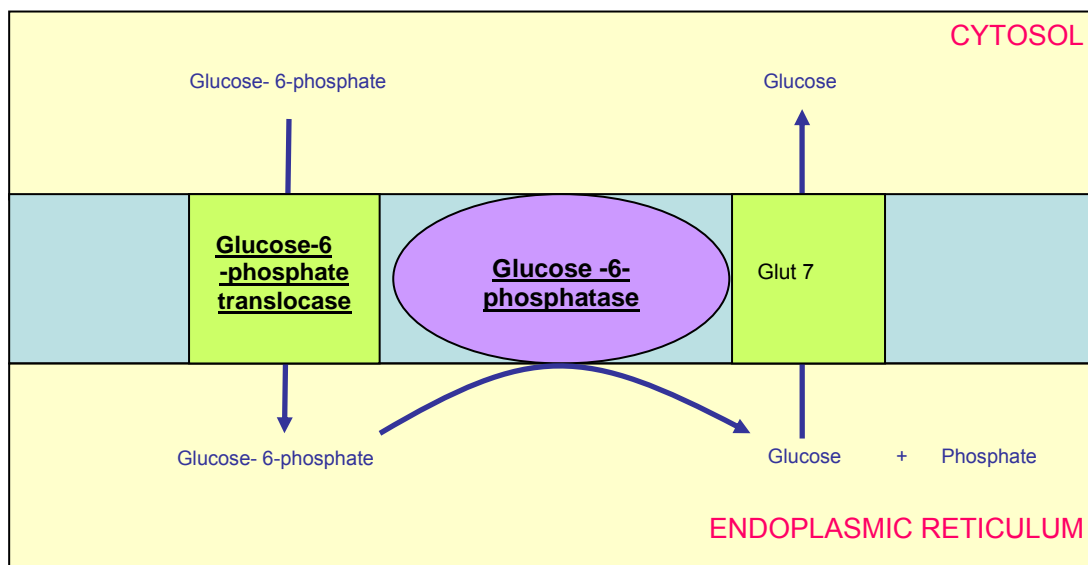 CYTOSOL
Glucose- 6-phosphate
Glucose
Glucose-6
-phosphate
translocase
Glucose -6-
phosphatase
Glut 7
Glucose- 6-phosphate
Glucose + Phosphate
ENDOPLASMIC RETICULUM